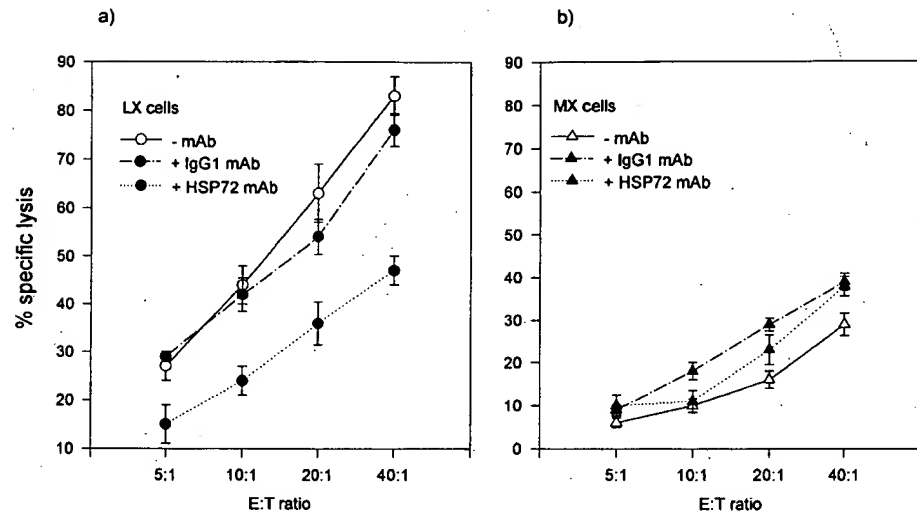 a)
90
80
70
60
50
40
30
20
10
% specific lysis
LX cells
- mAb
+ IgG1 mAb
+ HSP72 mAb
5:1 10:1 20:1 40:1
E:T ratio
b)
90
80
70
60
50
40
30
20
10
0
MX cells
- mAb
+ IgG1 mAb
+ HSP72 mAb
5:1 10:1 20:1 40:1
E:T ratio